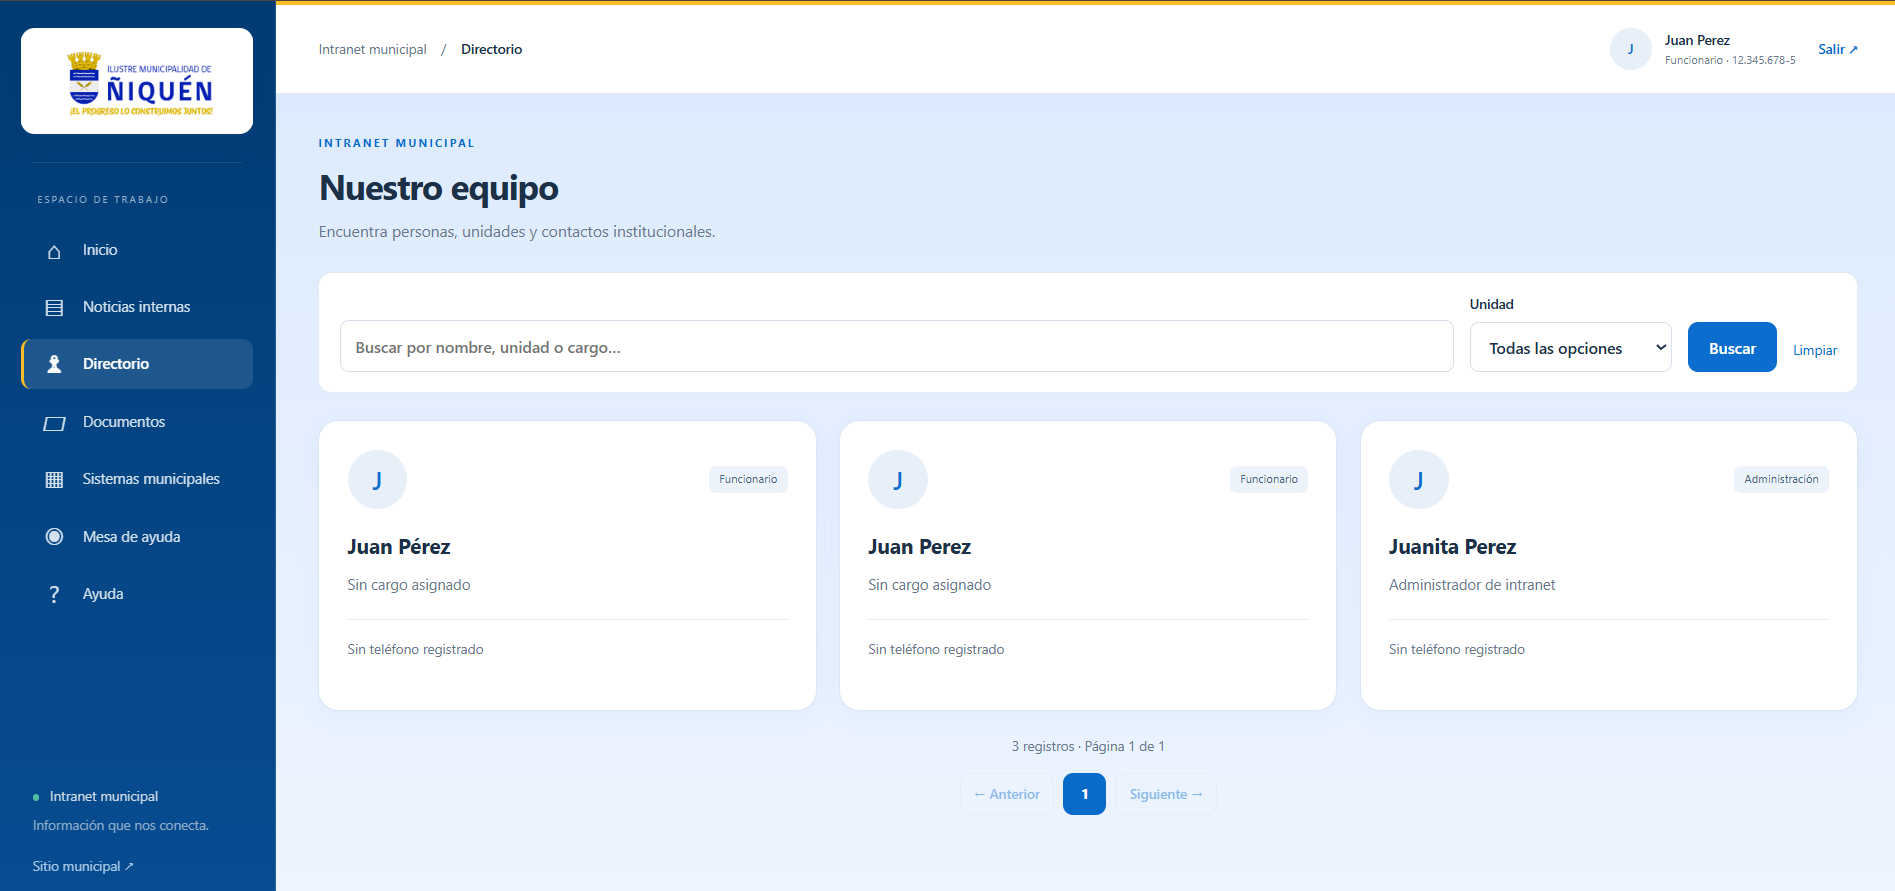 ILUSTRE MUNICIPALIDAD DE
ÑIQUÉN
¡EL PROGRESO LO CONSTRUIMOS JUNTOS!
ESPACIO DE TRABAJO
Inicio
Noticias internas
Directorio
Documentos
Sistemas municipales
Mesa de ayuda
? Ayuda
Intranet municipal
Información que nos conecta.
Sitio municipal ↗
Intranet municipal / Directorio
J
Juan Perez
Funcionario · 12.345.678-5
Salir ↗
INTRANET MUNICIPAL
Nuestro equipo
Encuentra personas, unidades y contactos institucionales.
Buscar por nombre, unidad o cargo...
Unidad
Todas las opciones
Buscar
Limpiar
J
Funcionario
Juan Pérez
Sin cargo asignado
Sin teléfono registrado
J
Funcionario
Juan Perez
Sin cargo asignado
Sin teléfono registrado
J
Administración
Juanita Perez
Administrador de intranet
Sin teléfono registrado
3 registros · Página 1 de 1
← Anterior
1
Siguiente →